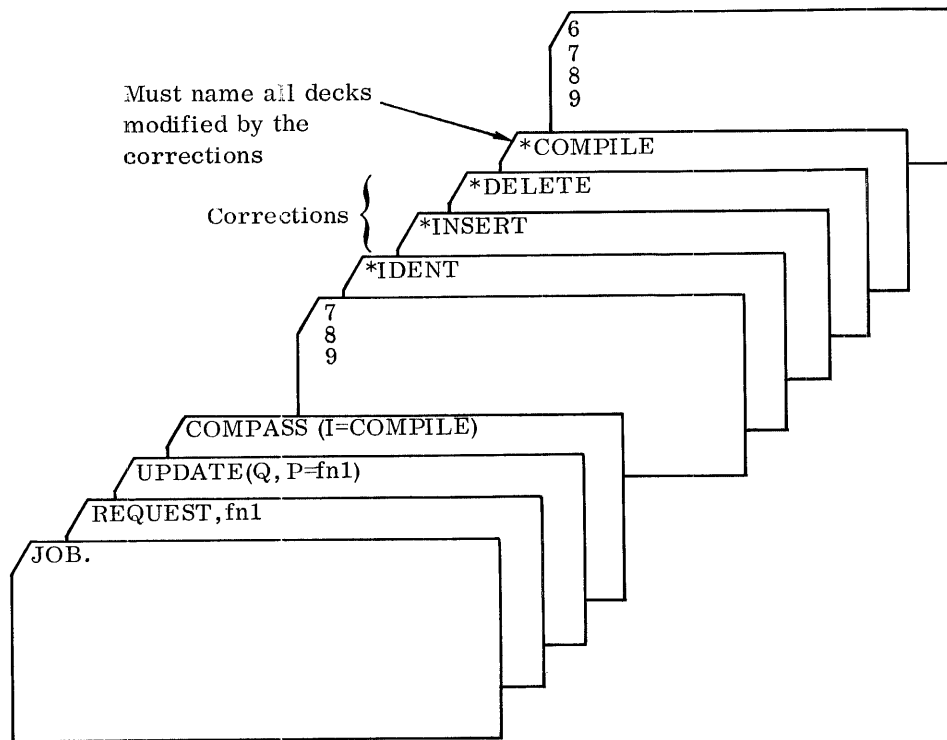 6
7
8
9
Must name all decks
modified by the
corrections
*COMPILE
*DELETE
Corrections
*INSERT
*IDENT
7
8
9
COMPASS (I=COMPILE)
UPDATE(Q, P=fn1)
REQUEST,fn1
JOB.